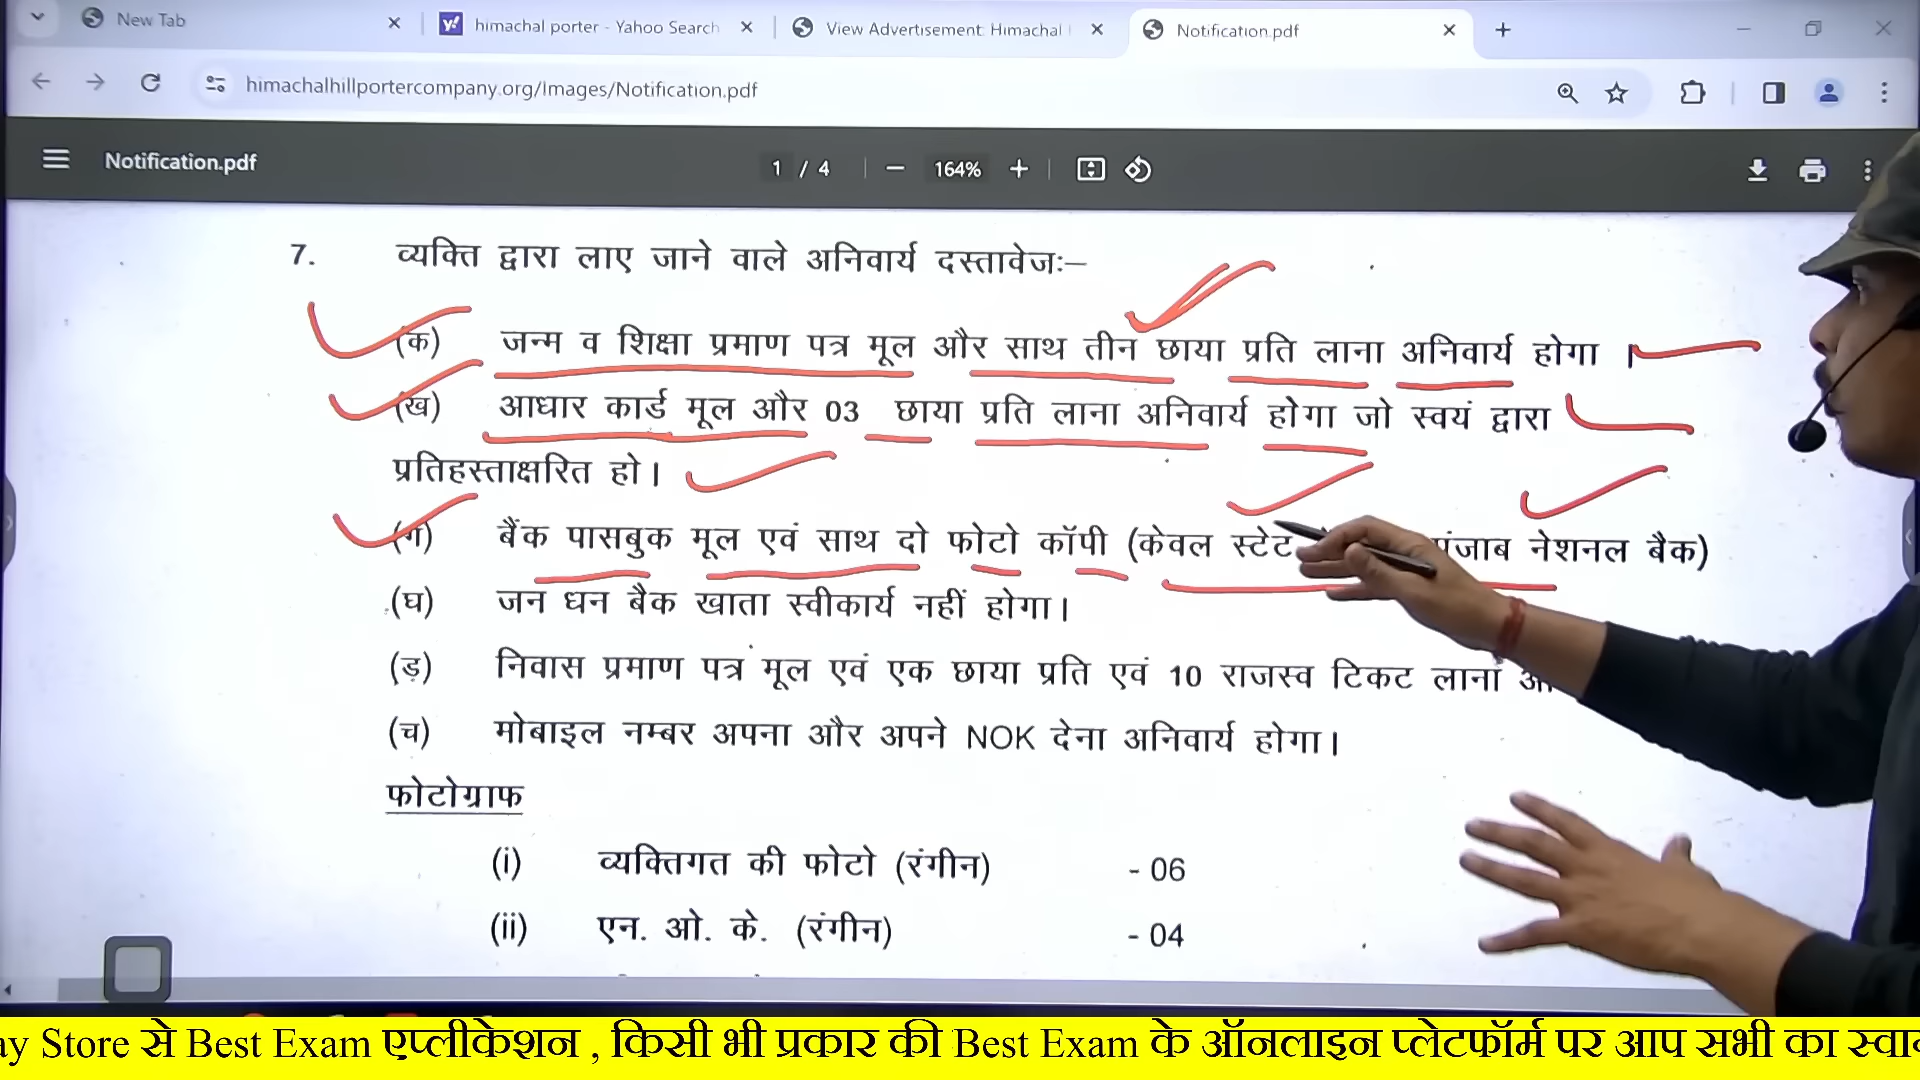 New Tab
himachal porter - Yahoo Search
View Advertisement: Himachal
Notification.pdf
himachalhillportercompany.org/Images/Notification.pdf
Notification.pdf
1 / 4
164%
7. व्यक्ति द्वारा लाए जाने वाले अनिवार्य दस्तावेजः–
(क) जन्म व शिक्षा प्रमाण पत्र मूल और साथ तीन छाया प्रति लाना अनिवार्य होगा ।
(ख) आधार कार्ड मूल और 03 छाया प्रति लाना अनिवार्य होगा जो स्वयं द्वारा
प्रतिहस्ताक्षरित हो।
(ग) बैंक पासबुक मूल एवं साथ दो फोटो कॉपी (केवल स्टेट पंजाब नेशनल बैक)
(घ) जन धन बैक खाता स्वीकार्य नहीं होगा।
(ड़) निवास प्रमाण पत्र मूल एवं एक छाया प्रति एवं 10 राजस्व टिकट लाना
(च) मोबाइल नम्बर अपना और अपने NOK देना अनिवार्य होगा।
फोटोग्राफ
(i) व्यक्तिगत की फोटो (रंगीन) - 06
(ii) एन. ओ. के. (रंगीन) - 04
ay Store से Best Exam एप्लीकेशन , किसी भी प्रकार की Best Exam के ऑनलाइन प्लेटफॉर्म पर आप सभी का